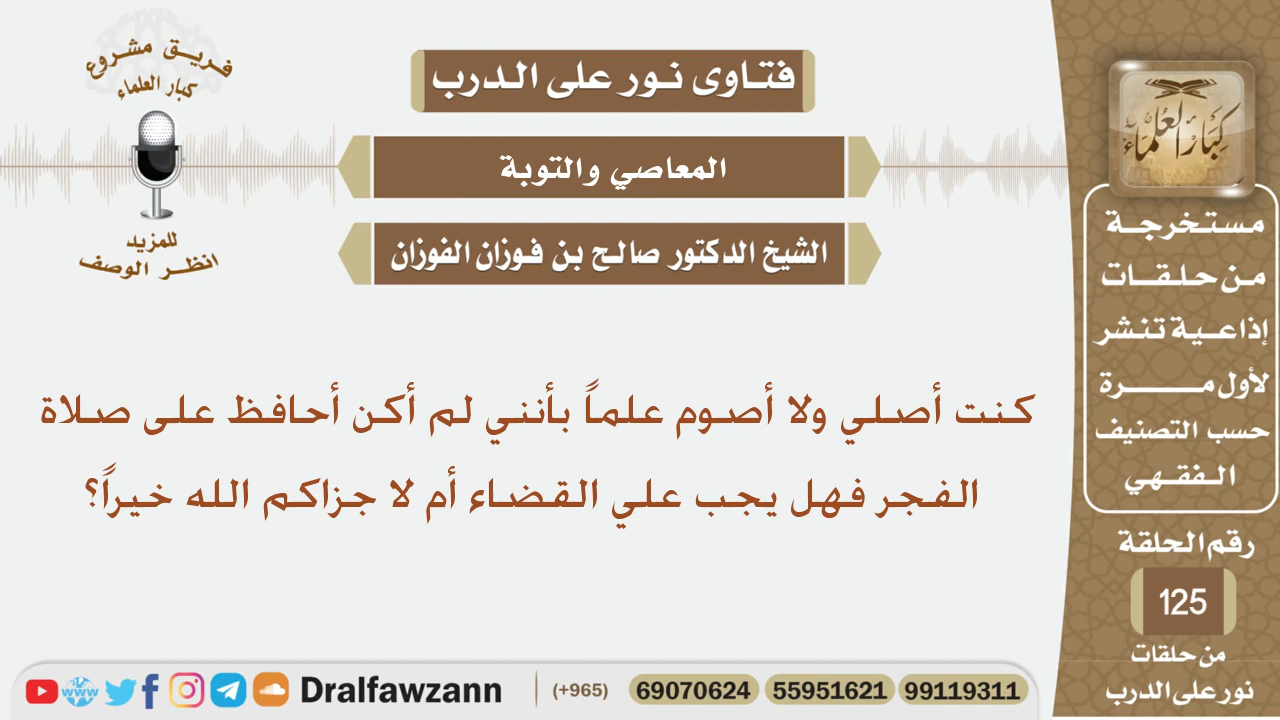 فريق مشروع
كبار العلماء
للمزيد
انظر الوصف
فتاوى نور على الدرب
المعاصي والتوبة
الشيخ الدكتور صالح بن فوزان الفوزان
كنت أصلي ولا أصوم علماً بأنني لم أكن أحافظ على صلاة
الفجر فهل يجب علي القضاء أم لا جزاكم الله خيراً؟
كبار العلماء
مستخرجة
من حلقات
إذاعية تنشر
لأول مرة
حسب التصنيف
الفقهي
رقم الحلقة
125
من حلقات
نور على الدرب
www Dralfawzann (+965) 69070624 55951621 99119311